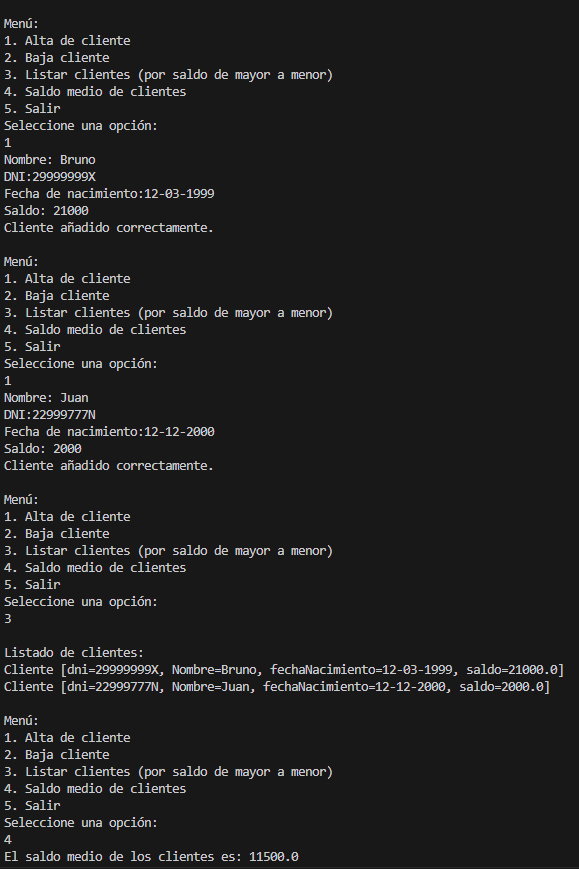 Menú:
1. Alta de cliente
2. Baja cliente
3. Listar clientes (por saldo de mayor a menor)
4. Saldo medio de clientes
5. Salir
Seleccione una opción:
1
Nombre: Bruno
DNI:29999999X
Fecha de nacimiento:12-03-1999
Saldo: 21000
Cliente añadido correctamente.

Menú:
1. Alta de cliente
2. Baja cliente
3. Listar clientes (por saldo de mayor a menor)
4. Saldo medio de clientes
5. Salir
Seleccione una opción:
1
Nombre: Juan
DNI:22999777N
Fecha de nacimiento:12-12-2000
Saldo: 2000
Cliente añadido correctamente.

Menú:
1. Alta de cliente
2. Baja cliente
3. Listar clientes (por saldo de mayor a menor)
4. Saldo medio de clientes
5. Salir
Seleccione una opción:
3

Listado de clientes:
Cliente [dni=29999999X, Nombre=Bruno, fechaNacimiento=12-03-1999, saldo=21000.0]
Cliente [dni=22999777N, Nombre=Juan, fechaNacimiento=12-12-2000, saldo=2000.0]

Menú:
1. Alta de cliente
2. Baja cliente
3. Listar clientes (por saldo de mayor a menor)
4. Saldo medio de clientes
5. Salir
Seleccione una opción:
4
El saldo medio de los clientes es: 11500.0